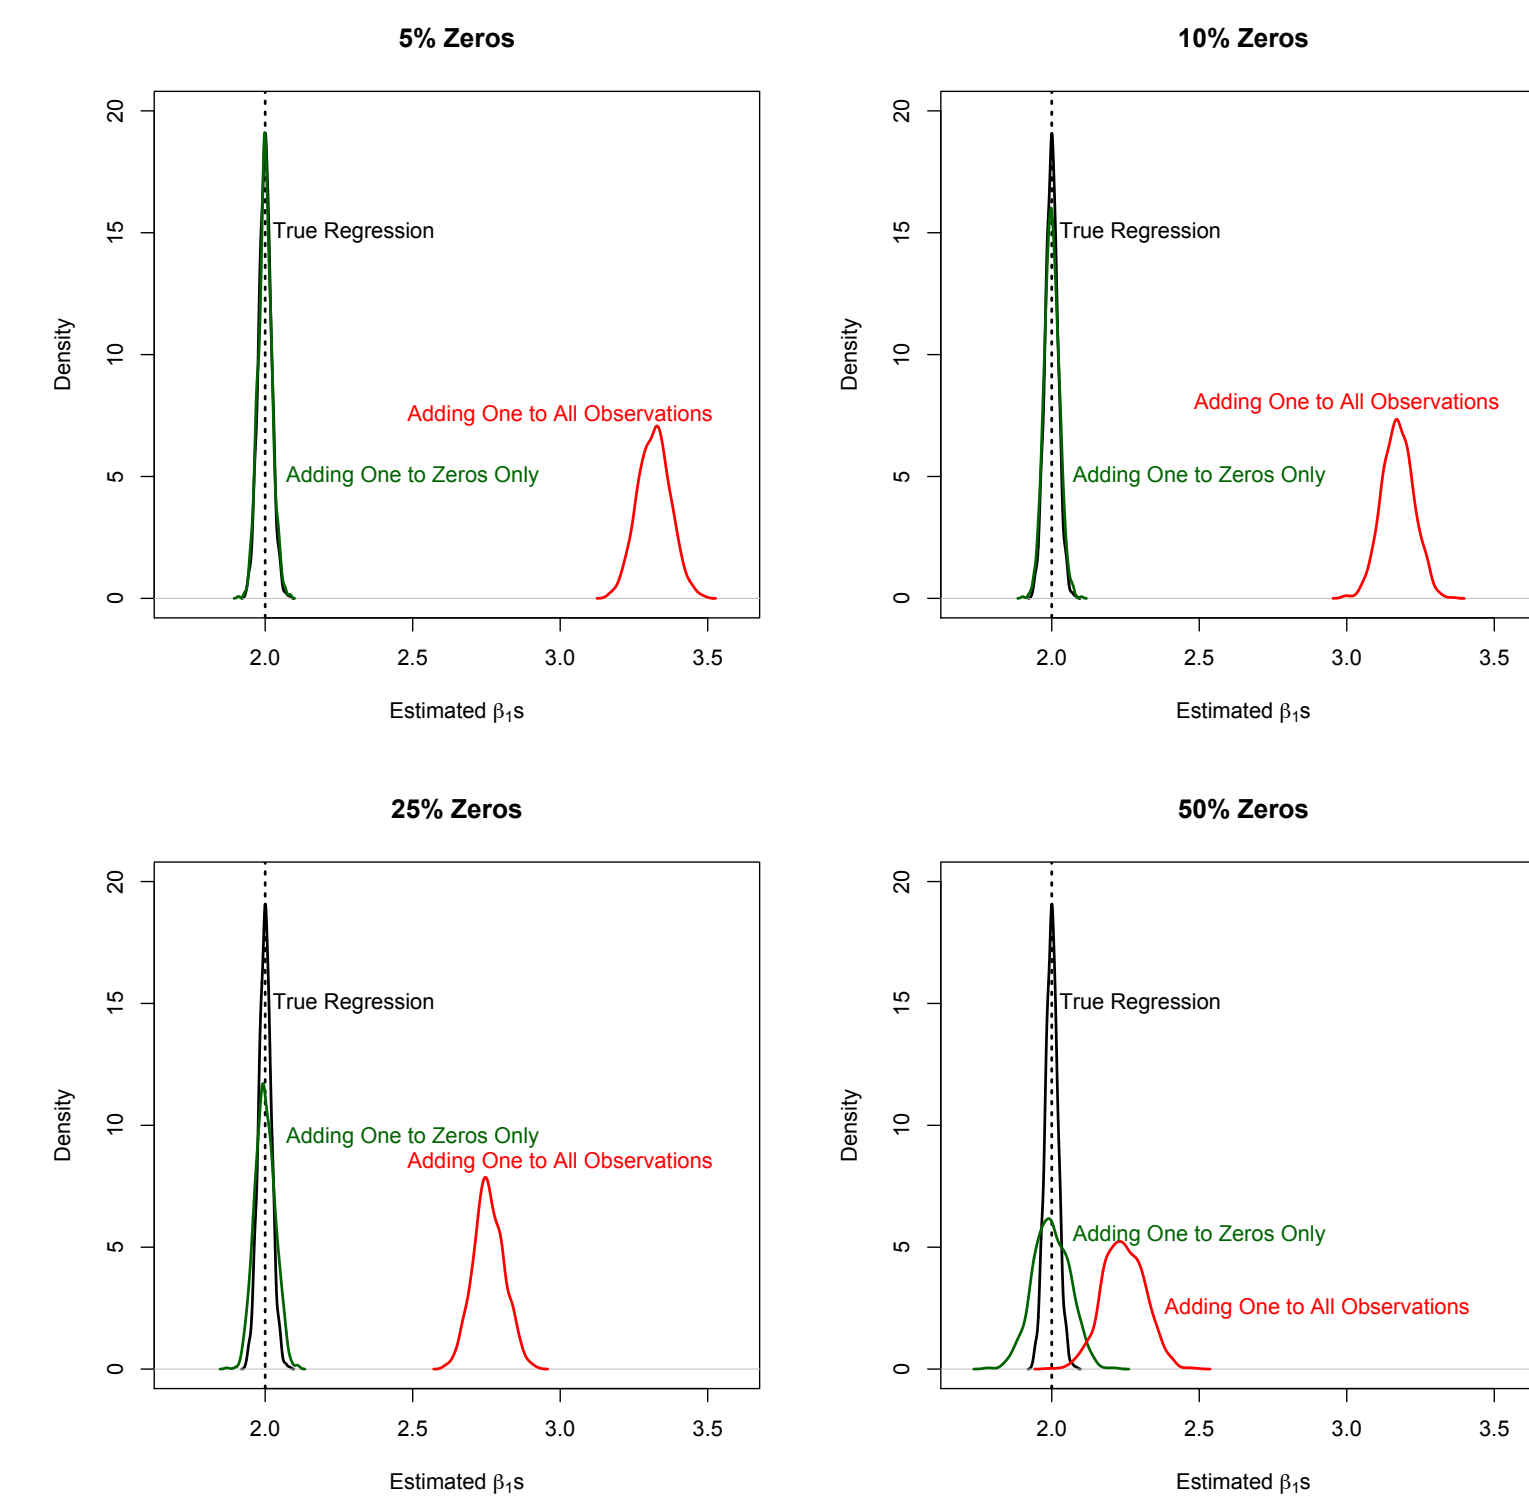 5% Zeros
20
15
10
5
0
Density
True Regression
Adding One to All Observations
Adding One to Zeros Only
2.0 2.5 3.0 3.5
Estimated β₁s
10% Zeros
20
15
10
5
0
Density
True Regression
Adding One to All Observations
Adding One to Zeros Only
2.0 2.5 3.0 3.5
Estimated β₁s
25% Zeros
20
15
10
5
0
Density
True Regression
Adding One to Zeros Only
Adding One to All Observations
2.0 2.5 3.0 3.5
Estimated β₁s
50% Zeros
20
15
10
5
0
Density
True Regression
Adding One to Zeros Only
Adding One to All Observations
2.0 2.5 3.0 3.5
Estimated β₁s